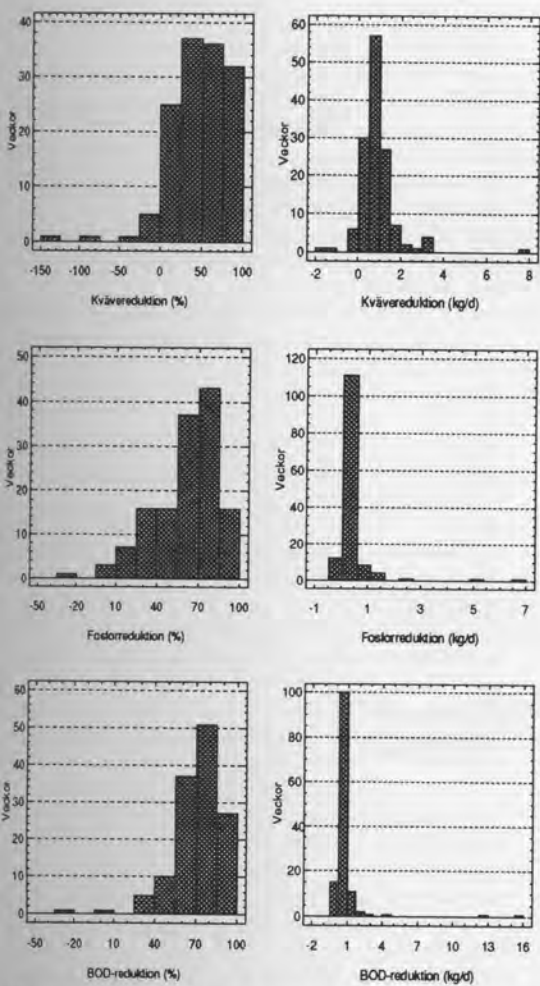 40
30
20
10
0
Veckor
-150 -100 -50 0 50 100
Kvävereduktion (%)
60
50
40
30
20
10
0
Veckor
-2 0 2 4 6 8
Kvävereduktion (kg/d)
50
40
30
20
10
0
Veckor
-50 -20 10 40 70 100
Fosforreduktion (%)
120
100
80
60
40
20
0
Veckor
-1 1 3 5 7
Fosforreduktion (kg/d)
60
50
40
30
20
10
0
Veckor
-50 -20 10 40 70 100
BOD-reduktion (%)
100
80
60
40
20
0
Veckor
-2 1 4 7 10 13 16
BOD-reduktion (kg/d)